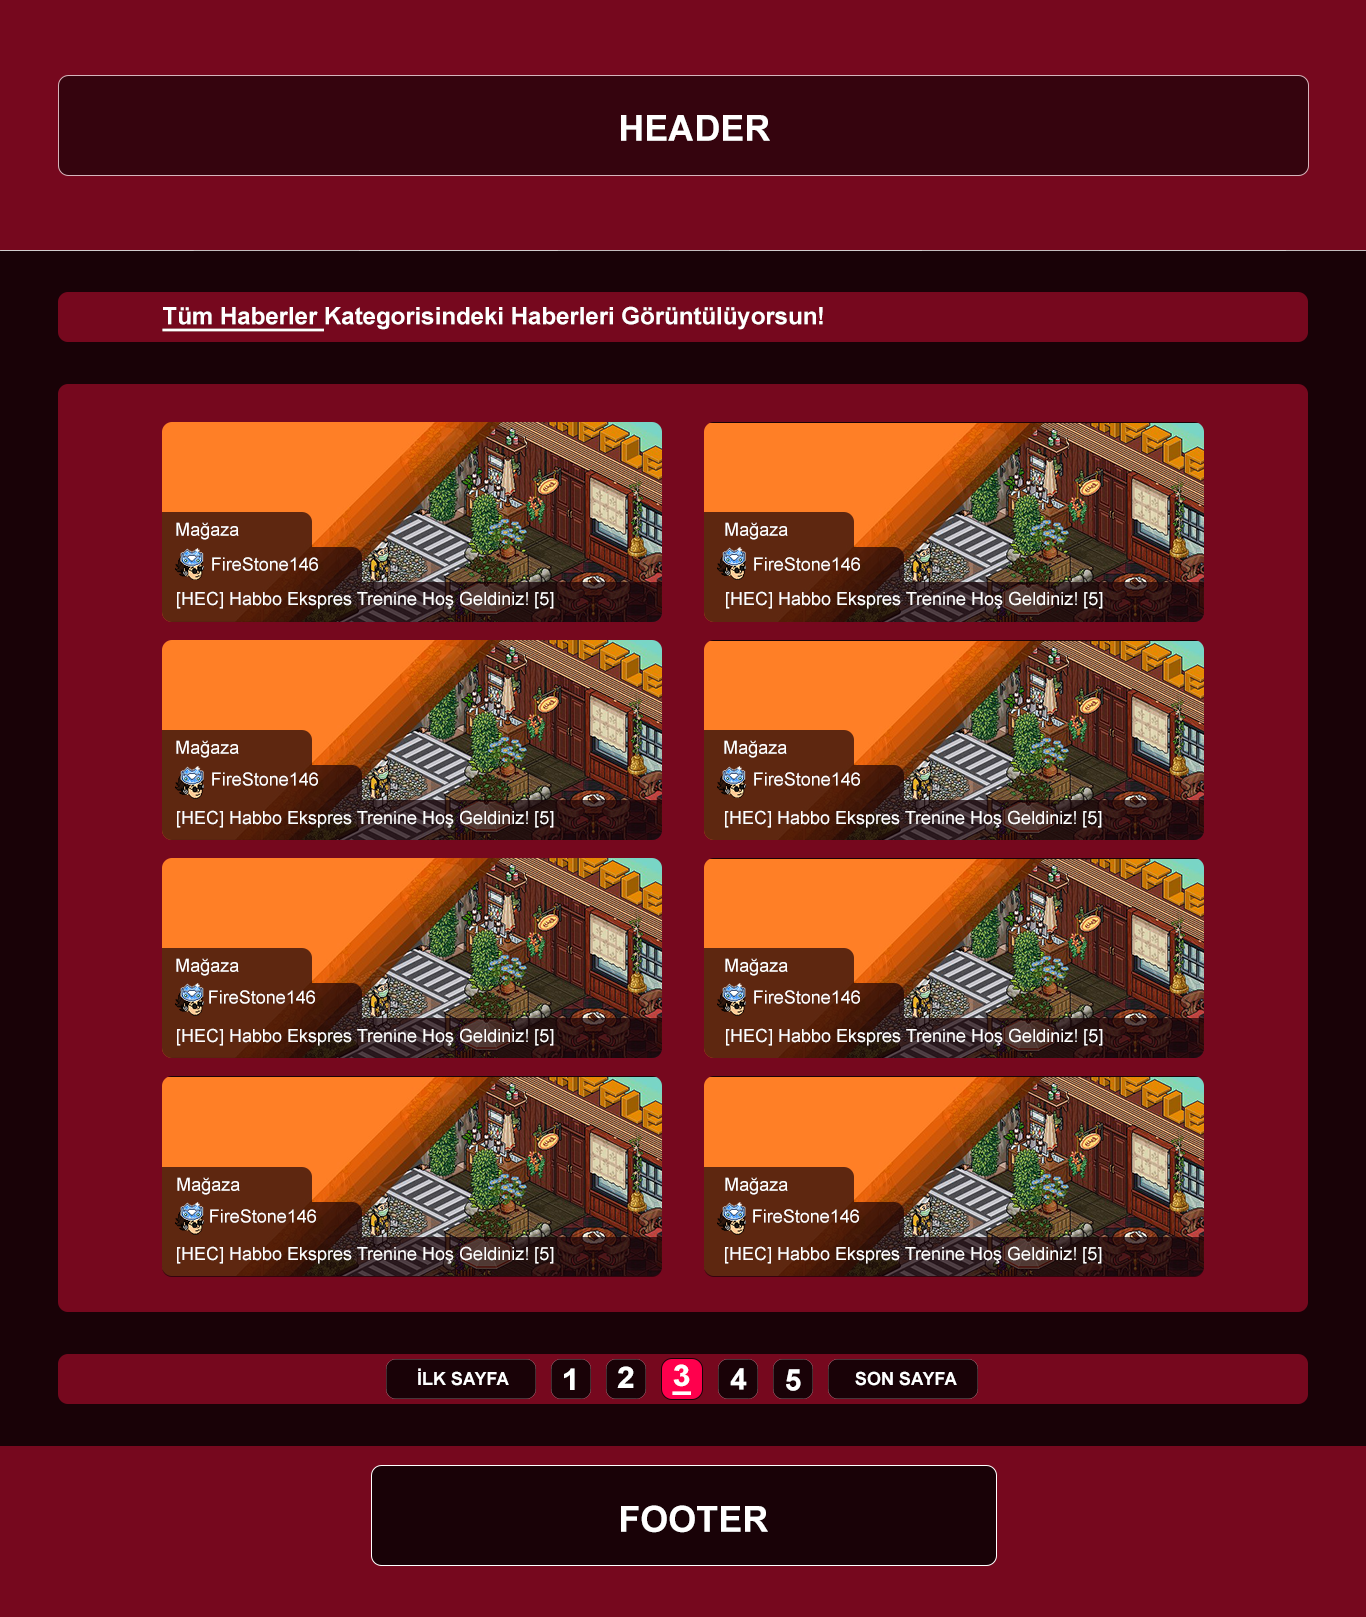 HEADER
Tüm Haberler Kategorisindeki Haberleri Görüntülüyorsun!
Mağaza
FireStone146
[HEC] Habbo Ekspres Trenine Hoş Geldiniz! [5]
Mağaza
FireStone146
[HEC] Habbo Ekspres Trenine Hoş Geldiniz! [5]
Mağaza
FireStone146
[HEC] Habbo Ekspres Trenine Hoş Geldiniz! [5]
Mağaza
FireStone146
[HEC] Habbo Ekspres Trenine Hoş Geldiniz! [5]
Mağaza
FireStone146
[HEC] Habbo Ekspres Trenine Hoş Geldiniz! [5]
Mağaza
FireStone146
[HEC] Habbo Ekspres Trenine Hoş Geldiniz! [5]
Mağaza
FireStone146
[HEC] Habbo Ekspres Trenine Hoş Geldiniz! [5]
Mağaza
FireStone146
[HEC] Habbo Ekspres Trenine Hoş Geldiniz! [5]
İLK SAYFA 1 2 3 4 5 SON SAYFA
FOOTER